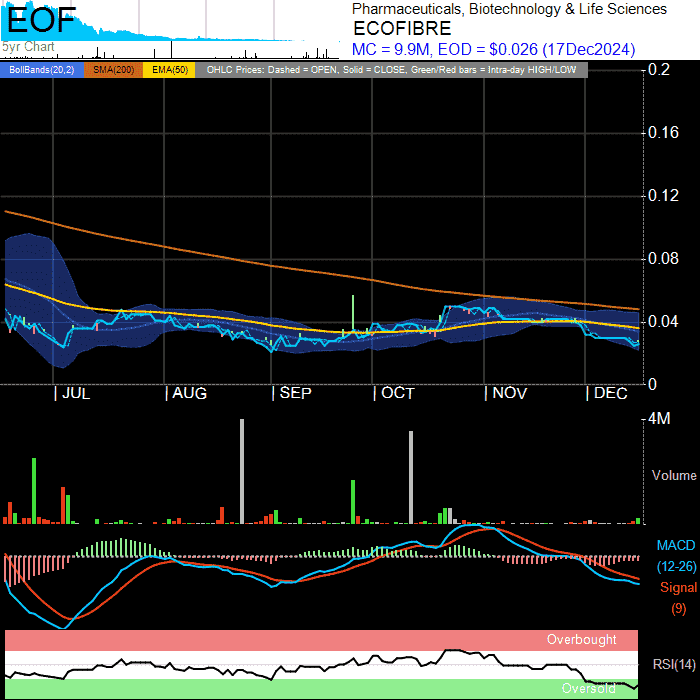 EOF
5yr Chart
Pharmaceuticals, Biotechnology & Life Sciences
ECOFIBRE
MC = 9.9M, EOD = $0.026 (17Dec2024)
BollBands(20,2) SMA(200) EMA(50) OHLC Prices: Dashed = OPEN, Solid = CLOSE, Green/Red bars = Intra-day HIGH/LOW
0.2
0.16
0.12
0.08
0.04
0
| JUL | AUG | SEP | OCT | NOV | DEC
4M
Volume
MACD
(12-26)
Signal
(9)
Overbought
RSI(14)
Oversold